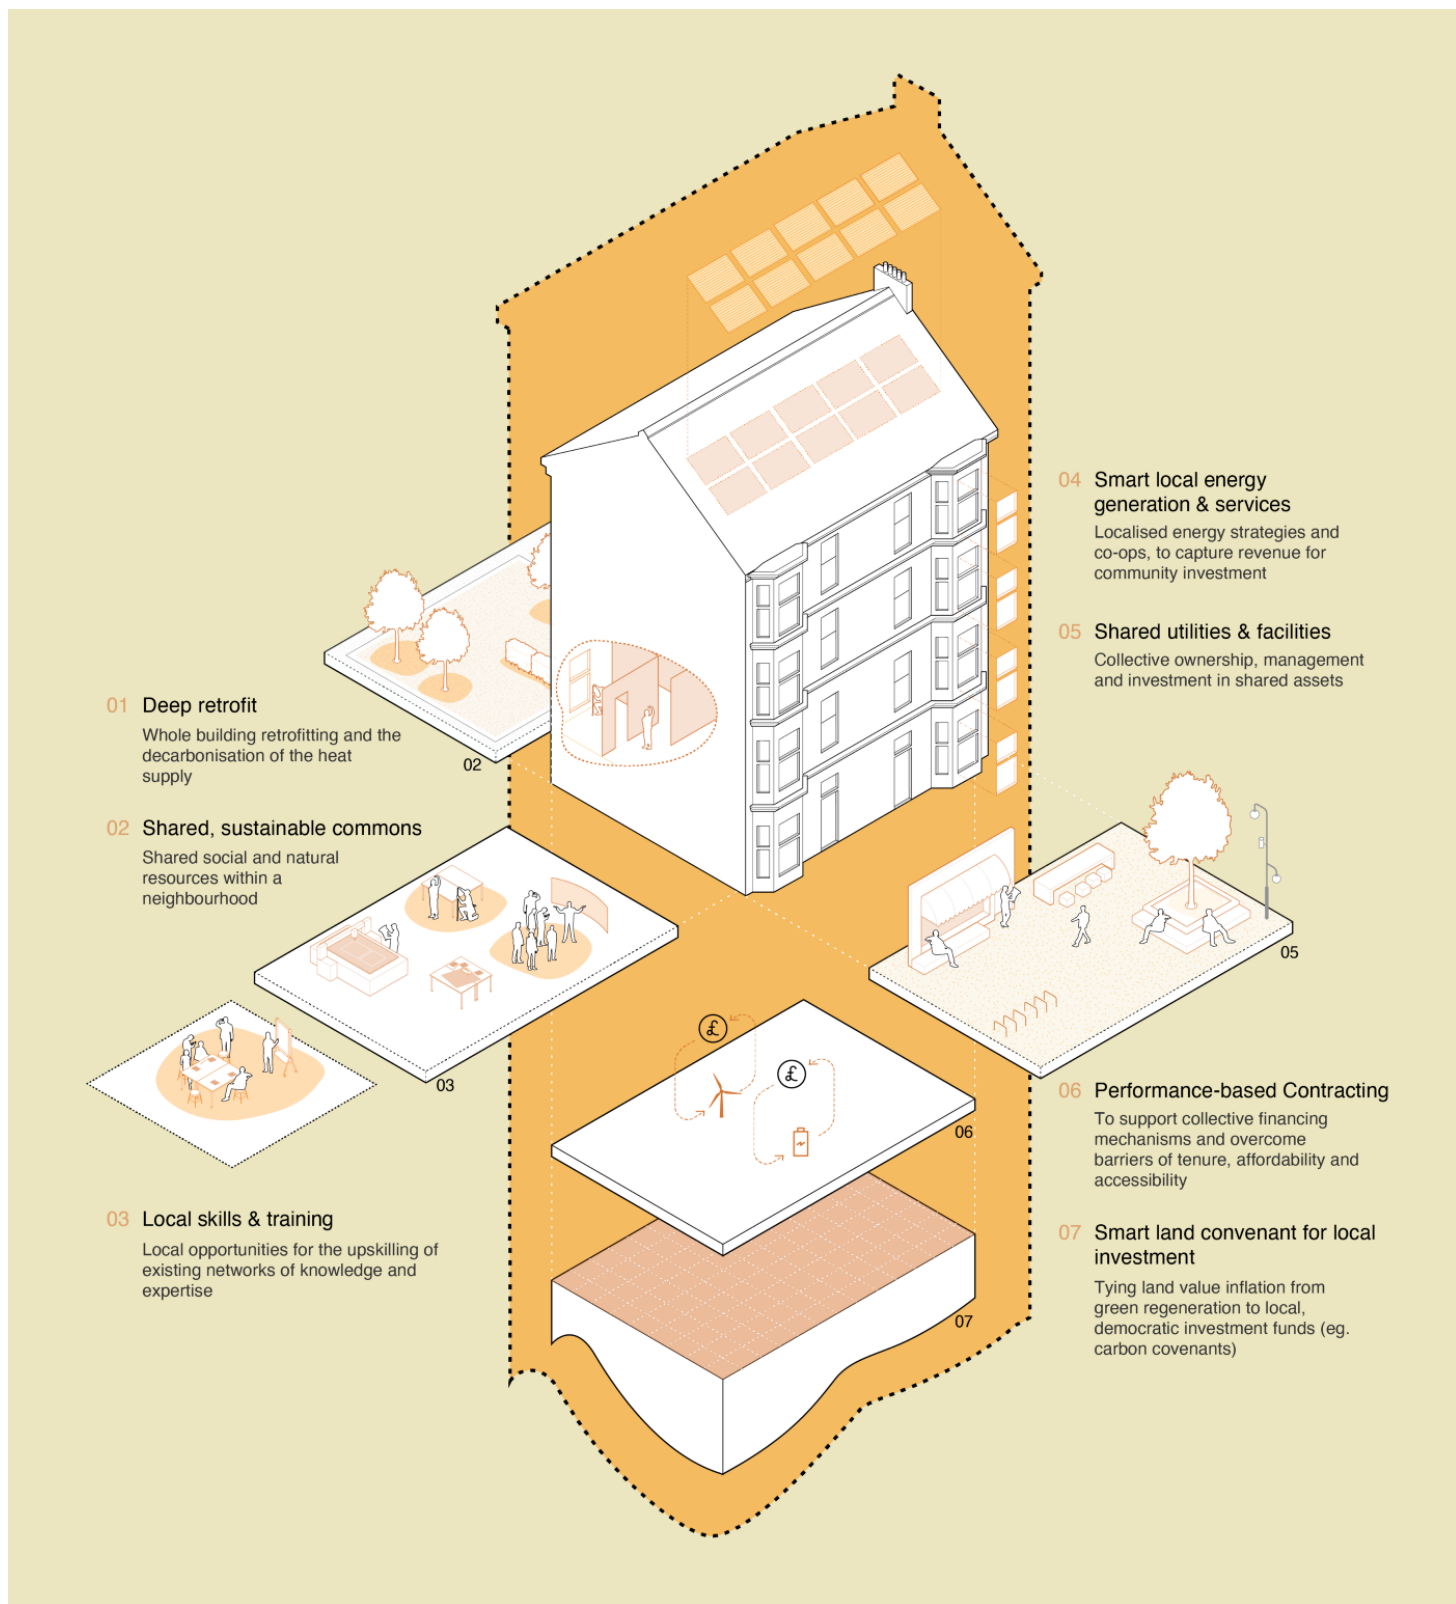 01 Deep retrofit
Whole building retrofitting and the
decarbonisation of the heat
supply
02 Shared, sustainable commons
Shared social and natural
resources within a
neighbourhood
03 Local skills & training
Local opportunities for the upskilling of
existing networks of knowledge and
expertise
04 Smart local energy
generation & services
Localised energy strategies and
co-ops, to capture revenue for
community investment
05 Shared utilities & facilities
Collective ownership, management
and investment in shared assets
06 Performance-based Contracting
To support collective financing
mechanisms and overcome
barriers of tenure, affordability and
accessibility
07 Smart land convenant for local
investment
Tying land value inflation from
green regeneration to local,
democratic investment funds (eg.
carbon covenants)
02
03
05
£
£
06
07